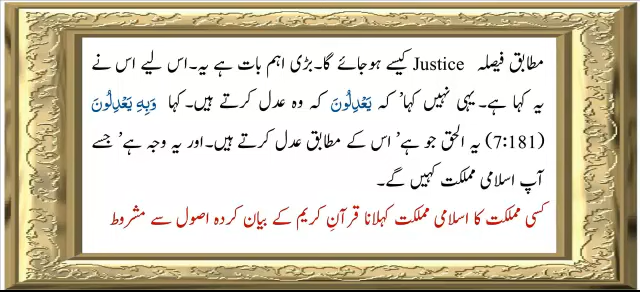 مطابق فیصلہ Justice کیسے ہوجائے گا۔بڑی اہم بات ہے یہ۔اس لیے اس نے
یہ کہا ہے۔ یہی نہیں کہا’ کہ یَعْدِلُونَ کہ وہ عدل کرتے ہیں۔ کہا وَبِهِ یَعْدِلُونَ
(7:181) یہ الحق جو ہے’ اس کے مطابق عدل کرتے ہیں۔اور یہ وجہ ہے’ جسے
آپ اسلامی مملکت کہیں گے۔
کسی مملکت کا اسلامی مملکت کہلانا قرآنِ کریم کے بیان کردہ اصول سے مشروط